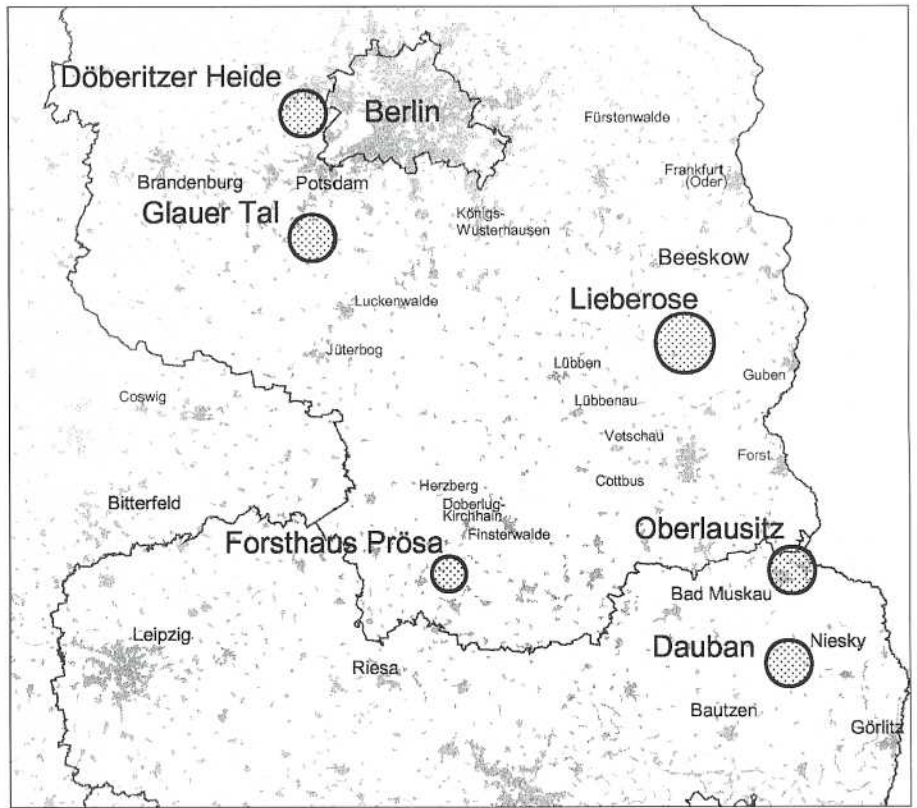 Döberitzer Heide
Berlin
Fürstenwalde
Frankfurt
(Oder)
Brandenburg
Potsdam
Glauer Tal
Königs-
Wusterhausen
Beeskow
Lieberose
Luckenwalde
Jüterbog
Lübben
Guben
Coswig
Lübbenau
Vetschau
Forst
Cottbus
Herzberg
Bitterfeld
Doberlug-
Kirchhain
Finsterwalde
Oberlausitz
Forsthaus Prösa
Bad Muskau
Leipzig
Niesky
Dauban
Riesa
Bautzen
Görlitz